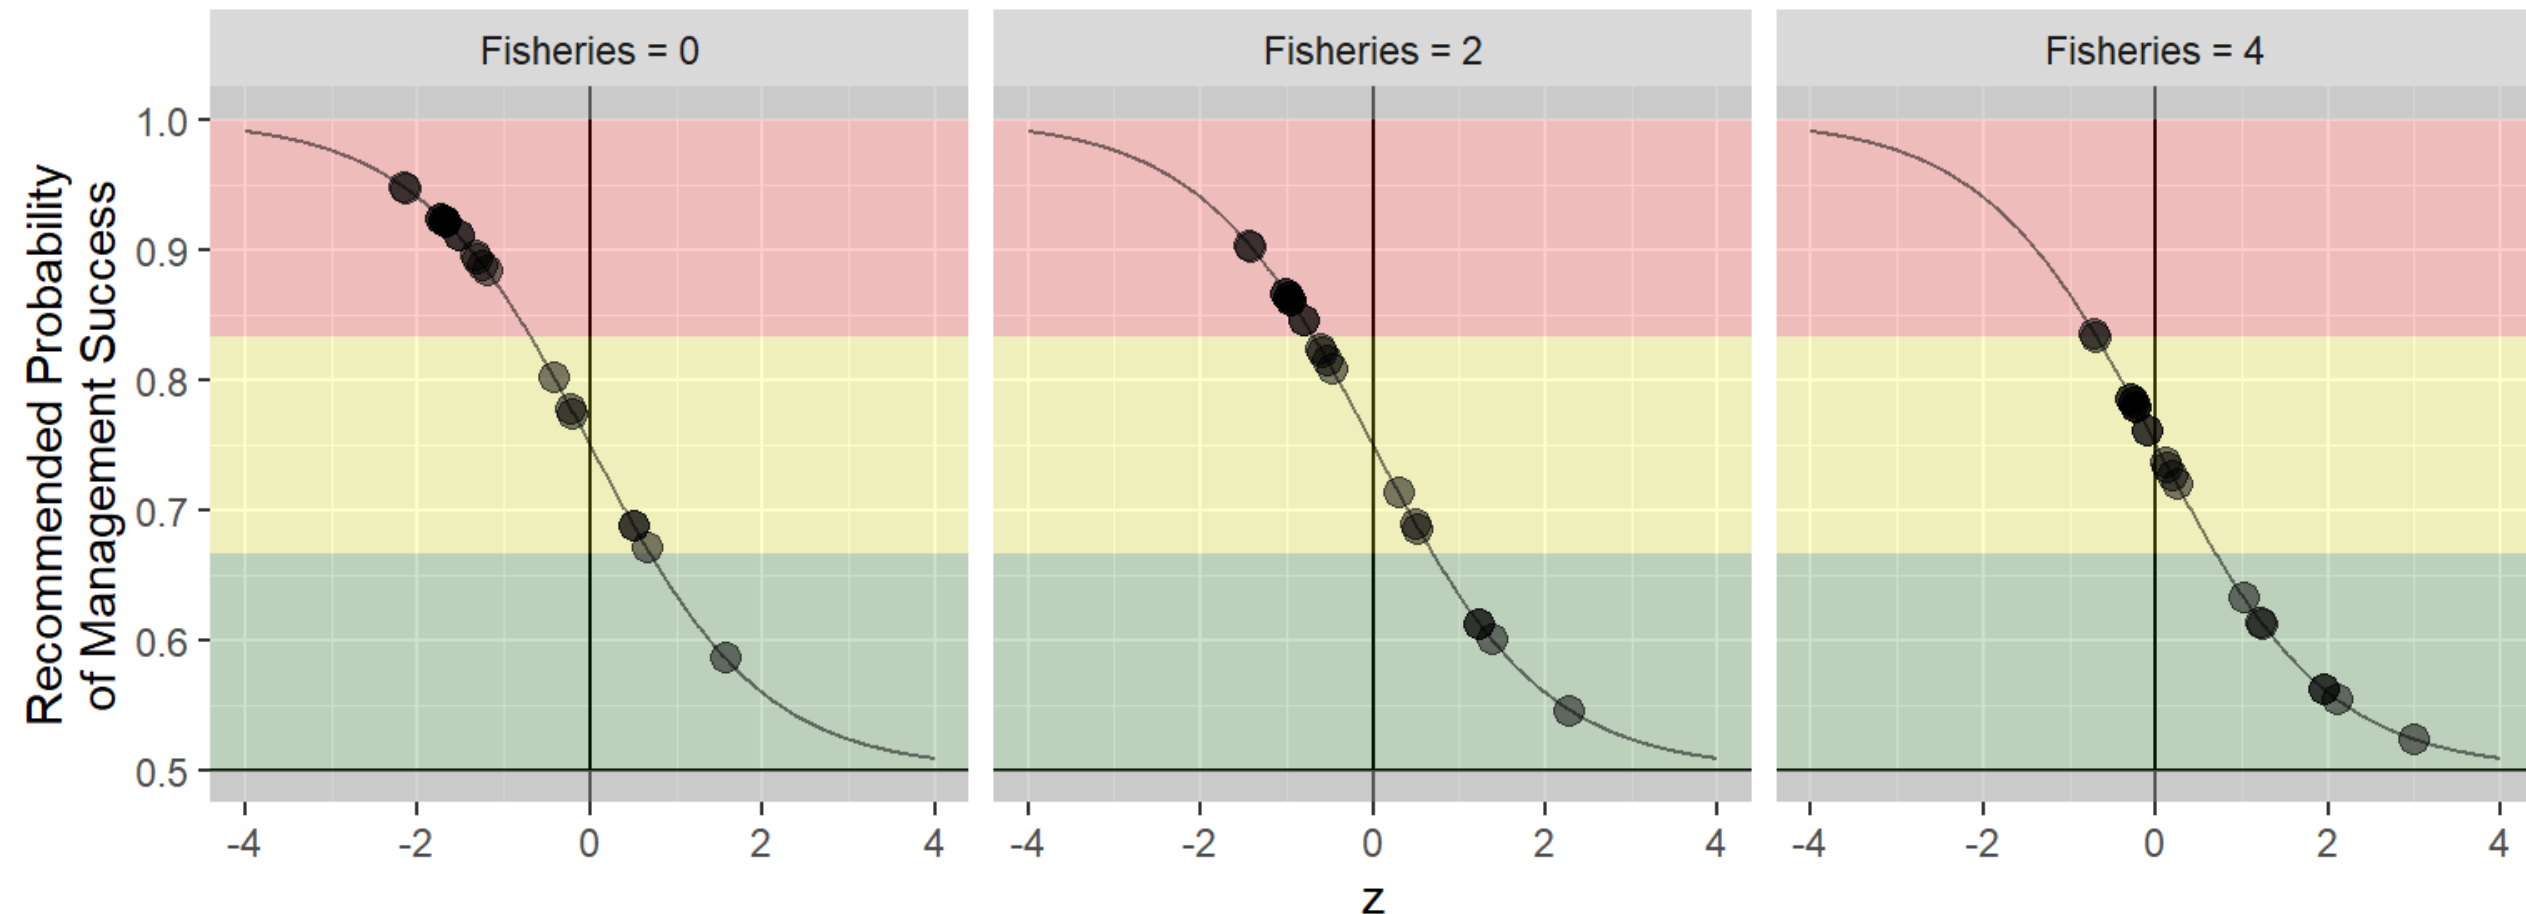 Fisheries = 0
Fisheries = 2
Fisheries = 4
Recommended Probability
of Management Success
1.0
0.9
0.8
0.7
0.6
0.5
-4 -2 0 2 4
-4 -2 0 2 4
-4 -2 0 2 4
z